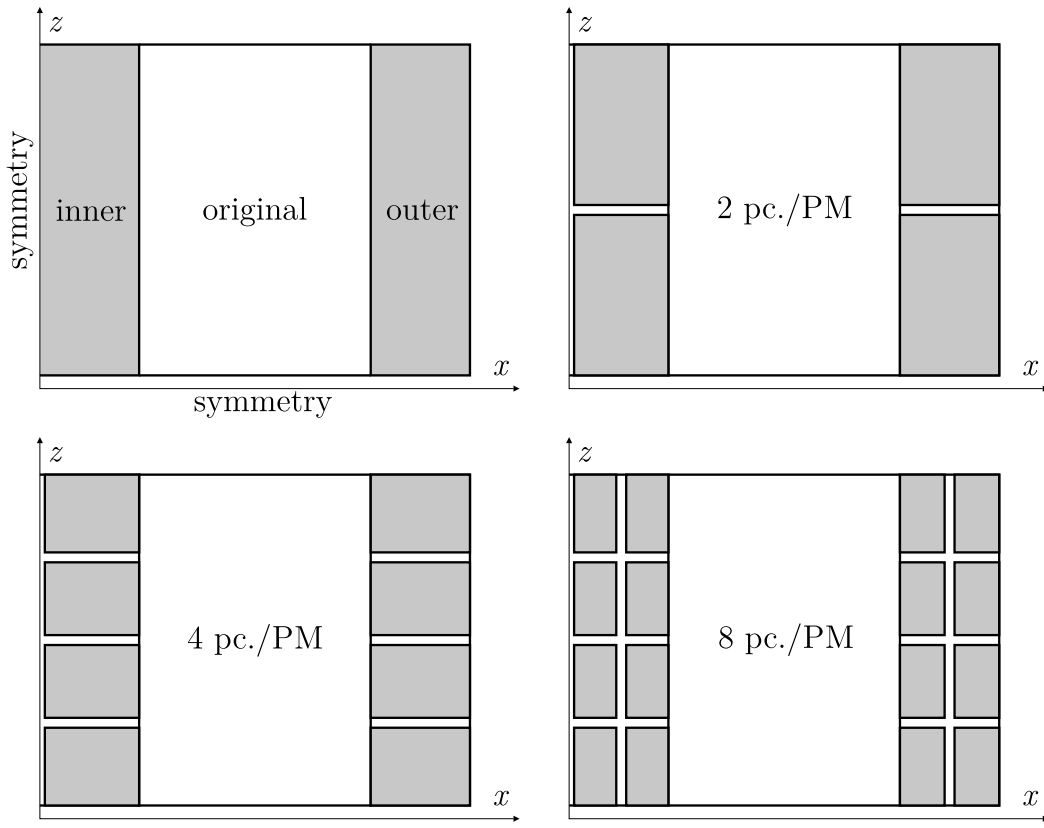 z
z
symmetry
inner
original
outer
2 pc./PM
x
symmetry
x
z
z
4 pc./PM
8 pc./PM
x
x